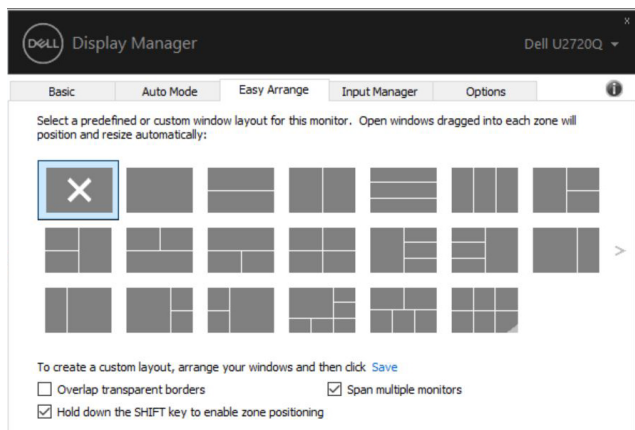 x
DELL Display Manager
Dell U2720Q
Basic Auto Mode Easy Arrange Input Manager Options
Select a predefined or custom window layout for this monitor. Open windows dragged into each zone will
position and resize automatically:
To create a custom layout, arrange your windows and then click Save
Overlap transparent borders
Span multiple monitors
Hold down the SHIFT key to enable zone positioning